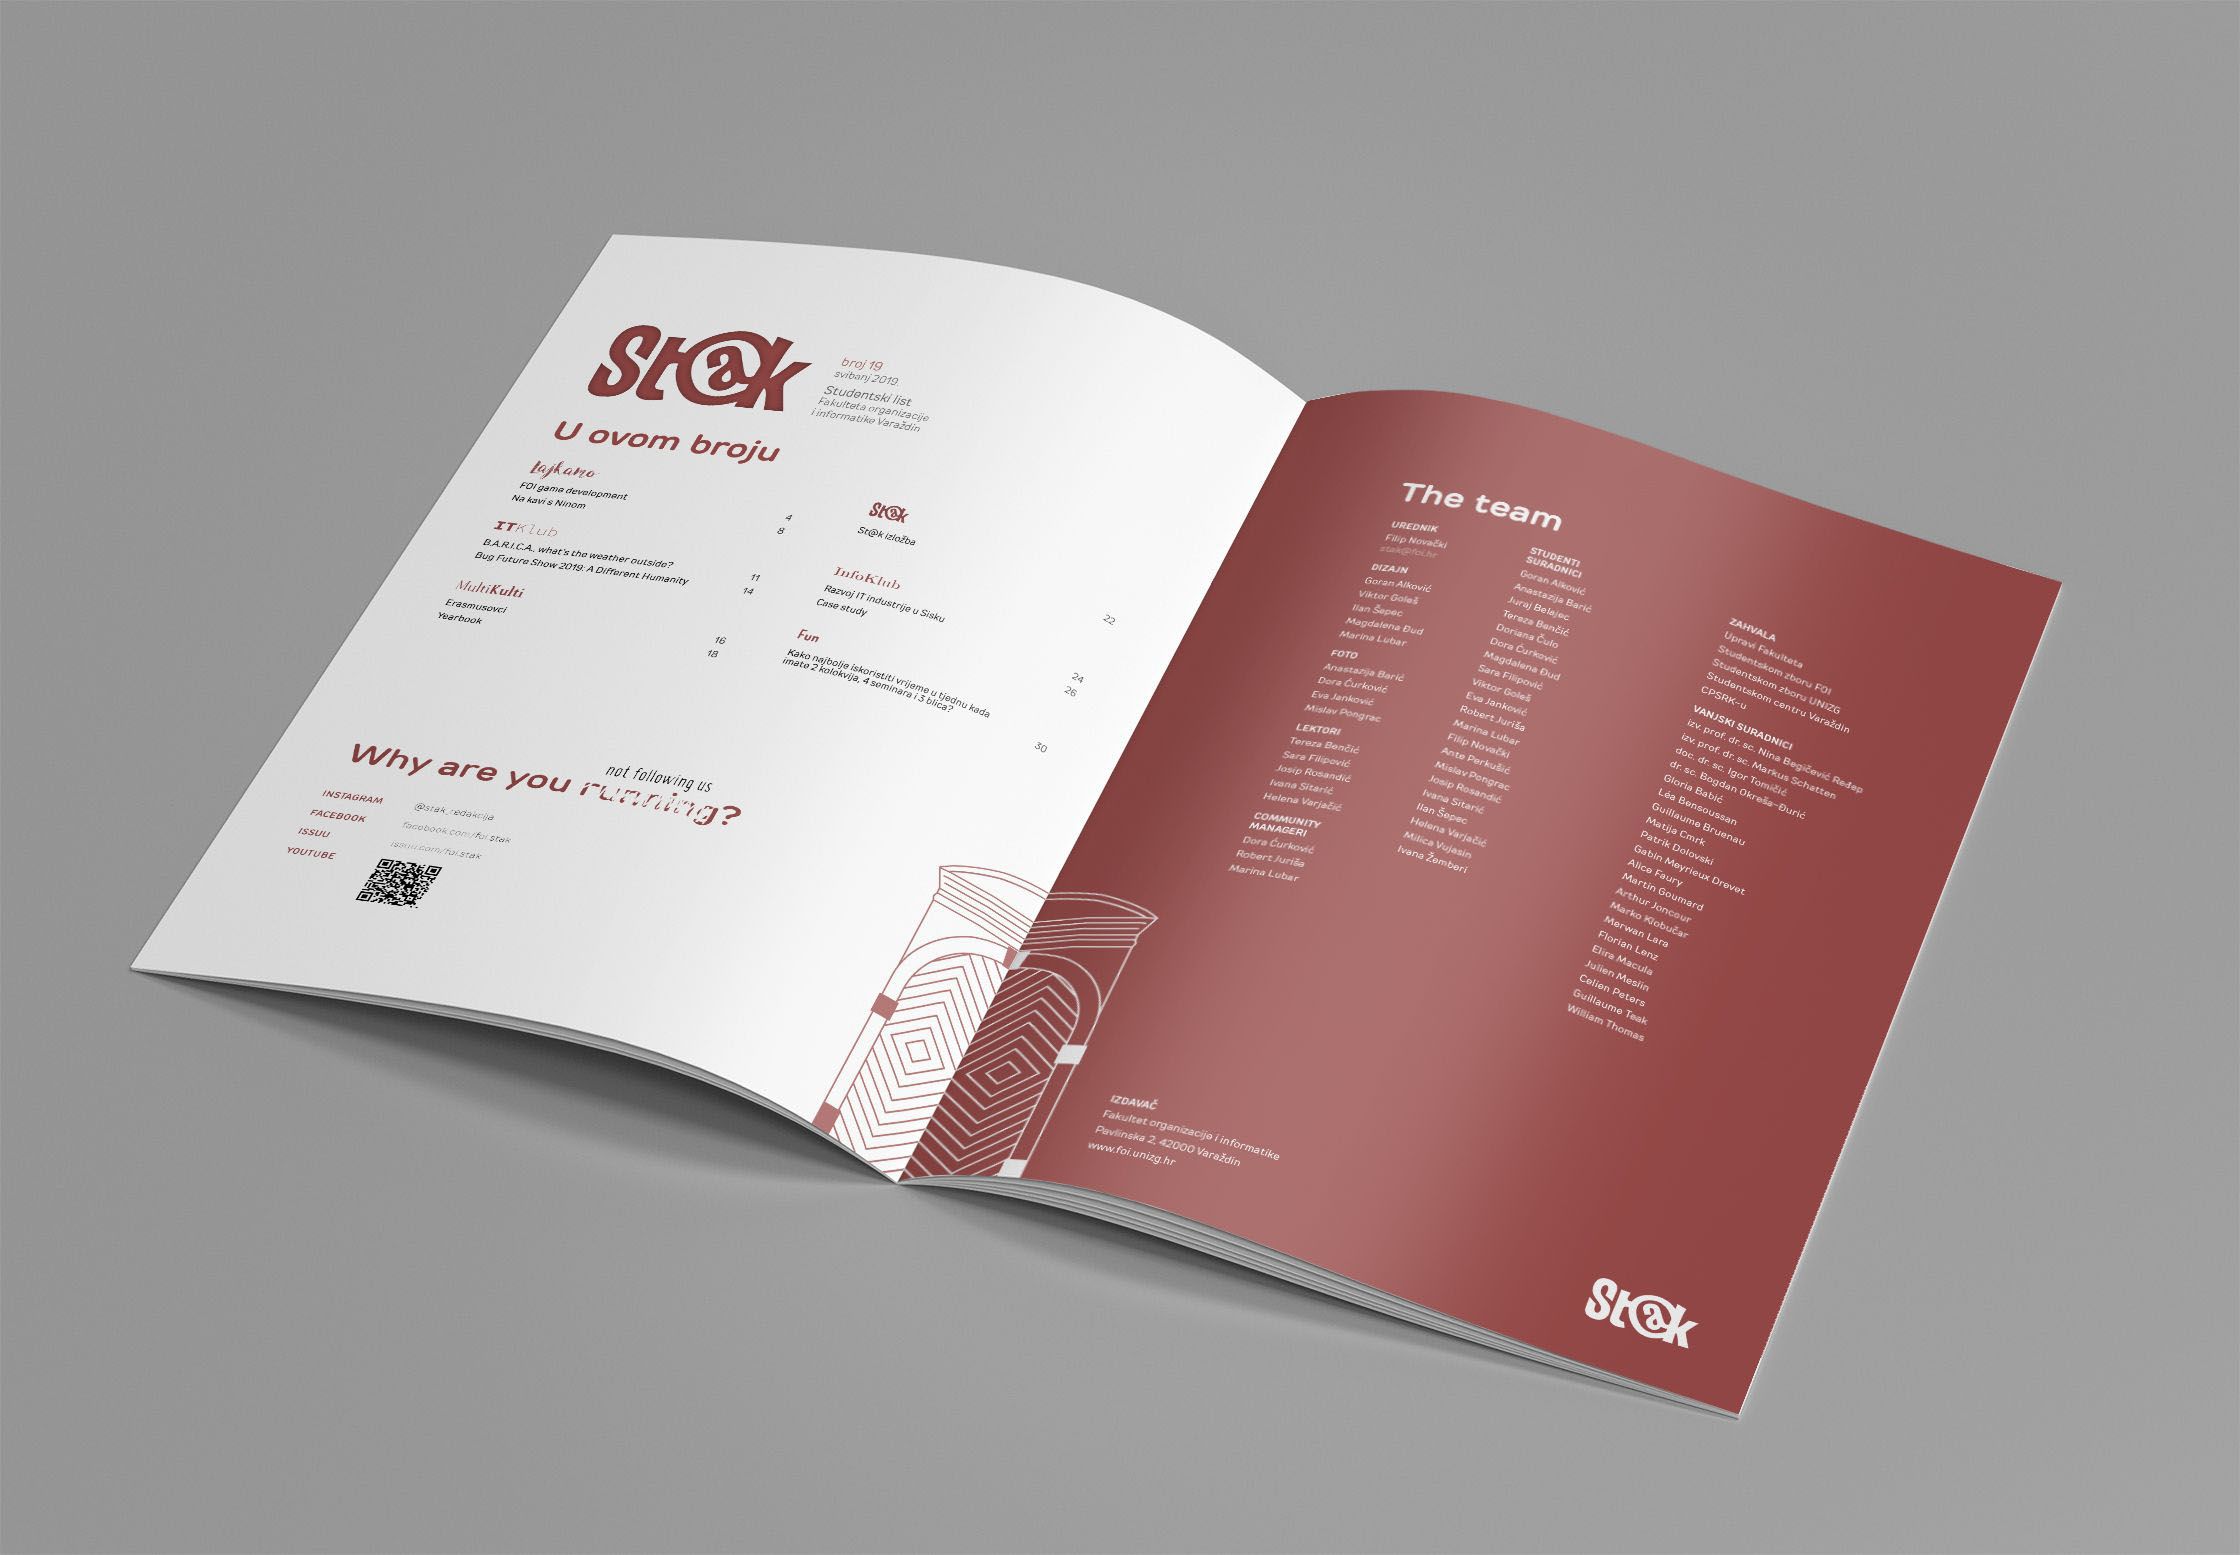 St@k
broj 19
svibanj 2019.
Studentski list
Fakulteta organizacije
i informatike Varaždin
U ovom broju
Lajkamo
FOI game development
4
Na kavi s Ninom
8
ITKlub
B.A.R.I.C.A., what's the weather outside?
11
Bug Future Show 2019: A Different Humanity
14
MultiKulti
Erasmusovci
16
Yearbook
18
St@k
St@k izložba
22
InfoKlub
Razvoj IT industrije u Sisku
24
Case study
26
Fun
Kako najbolje iskoristiti vrijeme u tjednu kada
imate 2 kolokvija, 4 seminara i 3 blica?
30
not following us
Why are you running?
INSTAGRAM
@stak_redakcija
FACEBOOK
facebook.com/foi.stak
ISSUU
issuu.com/foi.stak
YOUTUBE
The team
UREDNIK
Filip Novački
stak@foi.hr
DIZAJN
Goran Alković
Viktor Goleš
Ilan Šepec
Magdalena Đud
Marina Lubar
FOTO
Anastazija Barić
Dora Ćurković
Eva Janković
Mislav Pongrac
LEKTORI
Tereza Benčić
Sara Filipović
Josip Rosandić
Ivana Sitarić
Helena Varjačić
COMMUNITY
MANAGERI
Dora Ćurković
Robert Juriša
Marina Lubar
STUDENTI
SURADNICI
Goran Alković
Anastazija Barić
Juraj Belajec
Tereza Benčić
Doriana Čulo
Dora Ćurković
Magdalena Đud
Sara Filipović
Viktor Goleš
Eva Janković
Robert Juriša
Marina Lubar
Filip Novački
Ante Perkušić
Mislav Pongrac
Josip Rosandić
Ivana Sitarić
Ilan Šepec
Helena Varjačić
Milica Vujasin
Ivana Žemberi
ZAHVALA
Upravi Fakulteta
Studentskom zboru FOI
Studentskom zboru UNIZG
Studentskom centru Varaždin
CPSRK-u
VANJSKI SURADNICI
izv. prof. dr. sc. Nina Begičević Ređep
izv. prof. dr. sc. Markus Schatten
doc. dr. sc. Igor Tomičić
dr. sc. Bogdan Okreša-Đurić
Gloria Babić
Léa Bensoussan
Guillaume Bruenau
Matija Cmrk
Patrik Dolovski
Gabin Meyrieux Drevet
Alice Faury
Martin Goumard
Arthur Joncour
Marko Klobučar
Merwan Lara
Florian Lenz
Elira Macula
Julien Meslin
Celien Peters
Guillaume Teak
William Thomas
IZDAVAČ
Fakultet organizacije i informatike
Pavlinska 2, 42000 Varaždin
www.foi.unizg.hr
St@k